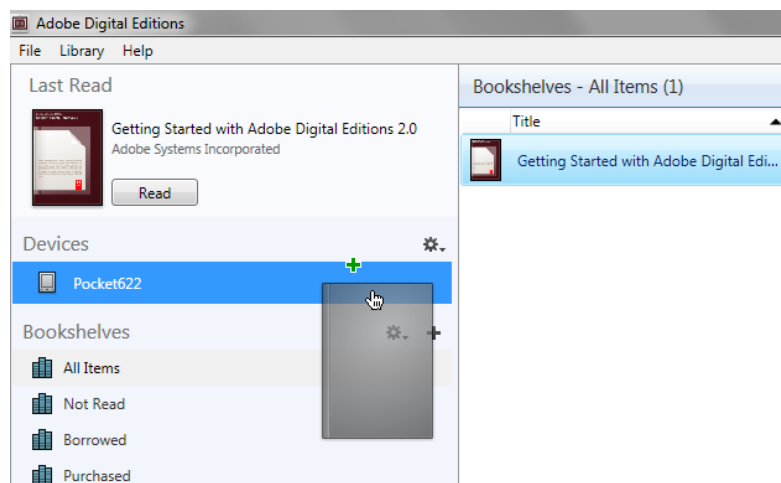 Adobe Digital Editions
File Library Help
Last Read
Getting Started with Adobe Digital Editions 2.0
Adobe Systems Incorporated
Read
Devices
Pocket622
Bookshelves
All Items
Not Read
Borrowed
Purchased
Bookshelves - All Items (1)
Title
Getting Started with Adobe Digital Edi...